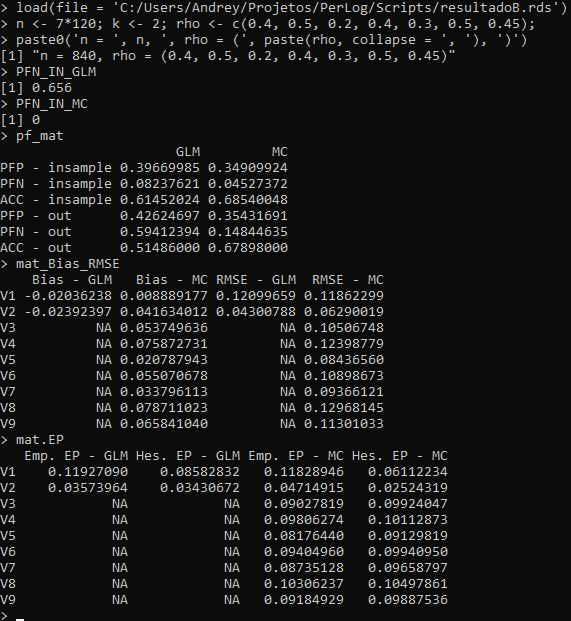 > load(file = 'C:/Users/Andrey/Projetos/PerLog/Scripts/resultadoB.rds')
> n <- 7*120; k <- 2; rho <- c(0.4, 0.5, 0.2, 0.4, 0.3, 0.5, 0.45);
> paste0('n = ', n, ', rho = (', paste(rho, collapse = ', '), ')')
[1] "n = 840, rho = (0.4, 0.5, 0.2, 0.4, 0.3, 0.5, 0.45)"
> PFN_IN_GLM
[1] 0.656
> PFN_IN_MC
[1] 0
> pf_mat
GLM MC
PFP - insample 0.39669985 0.34909924
PFN - insample 0.08237621 0.04527372
ACC - insample 0.61452024 0.68540048
PFP - out 0.42624697 0.35431691
PFN - out 0.59412394 0.14844635
ACC - out 0.51486000 0.67898000
> mat_Bias_RMSE
Bias - GLM Bias - MC RMSE - GLM RMSE - MC
V1 -0.02036238 0.008889177 0.12099659 0.11862299
V2 -0.02392397 0.041634012 0.04300788 0.06290019
V3 NA 0.053749636 NA 0.10506748
V4 NA 0.075872731 NA 0.12398779
V5 NA 0.020787943 NA 0.08436560
V6 NA 0.055070678 NA 0.10898673
V7 NA 0.033796113 NA 0.09366121
V8 NA 0.078711023 NA 0.12968145
V9 NA 0.065841040 NA 0.11301033
> mat.EP
Emp. EP - GLM Hes. EP - GLM Emp. EP - MC Hes. EP - MC
V1 0.11927090 0.08582832 0.11828946 0.06112234
V2 0.03573964 0.03430672 0.04714915 0.02524319
V3 NA NA 0.09027819 0.09924047
V4 NA NA 0.09806274 0.10112873
V5 NA NA 0.08176440 0.09129819
V6 NA NA 0.09404960 0.09940950
V7 NA NA 0.08735128 0.09658797
V8 NA NA 0.10306237 0.10497861
V9 NA NA 0.09184929 0.09887536
>